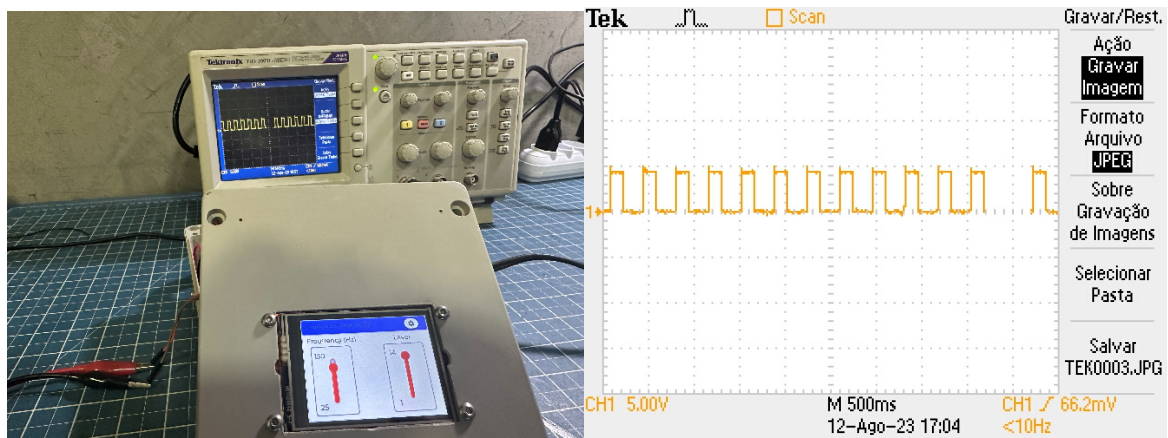 Tektronix
Tek
Frequency (Hz)
Level
150
25
1
Tek
Scan
Gravar/Rest.
Ação
Gravar
Imagem
Formato
Arquivo
JPEG
Sobre
Gravação
de Imagens
Selecionar
Pasta
Salvar
TEK0003.JPG
1
CH1 5.00V
M 500ms
CH1 66.2mV
12-Ago-23 17:04
<10Hz